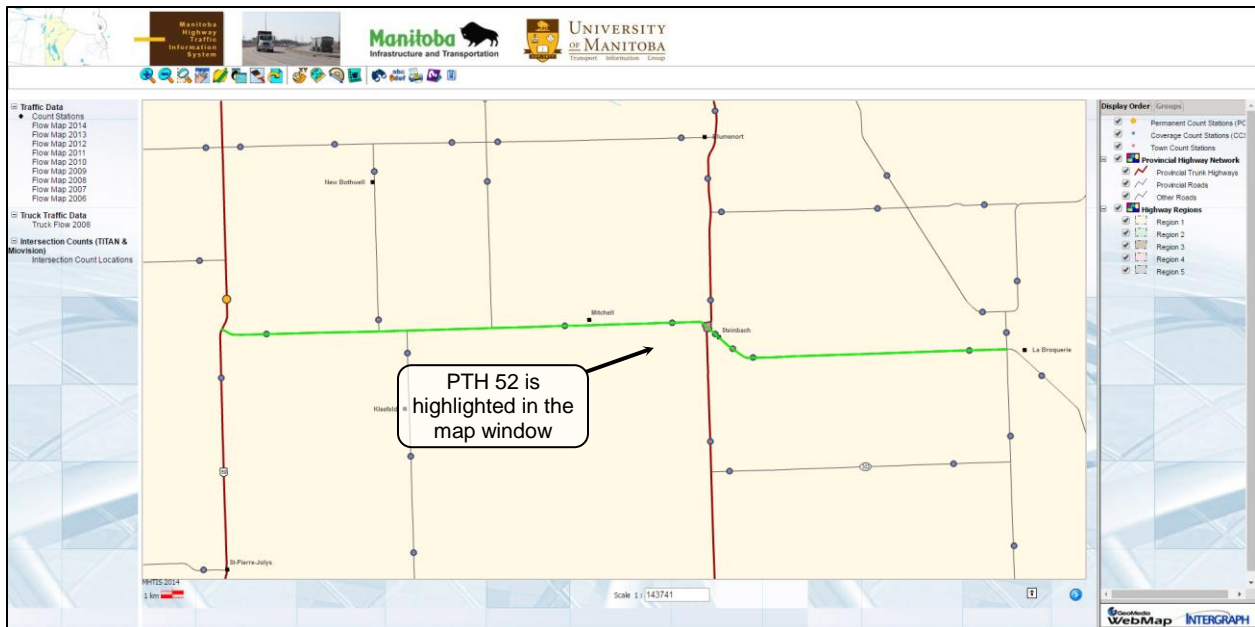 Manitoba
Highway
Traffic
Information
System
Manitoba
Infrastructure and Transportation
UNIVERSITY
OF MANITOBA
Transport Information Group
Traffic Data
Count Stations
Flow Map 2014
Flow Map 2013
Flow Map 2012
Flow Map 2011
Flow Map 2010
Flow Map 2009
Flow Map 2008
Flow Map 2007
Flow Map 2006
Truck Traffic Data
Truck Flow 2008
Intersection Counts (TITAN &
Miovision)
Intersection Count Locations
Blumenort
New Bothwell
Mitchell
Steinbach
La Broquerie
PTH 52 is
highlighted in the
map window
Kleefeld
St-Pierre-Jolys
MHTIS 2014
1 km
Scale 1: 143741
Display Order Groups
Permanent Count Stations (PC
Coverage Count Stations (CCS
Town Count Stations
Provincial Highway Network
Provincial Trunk Highways
Provincial Roads
Other Roads
Highway Regions
Region 1
Region 2
Region 3
Region 4
Region 5
GeoMedia
WebMap INTERGRAPH